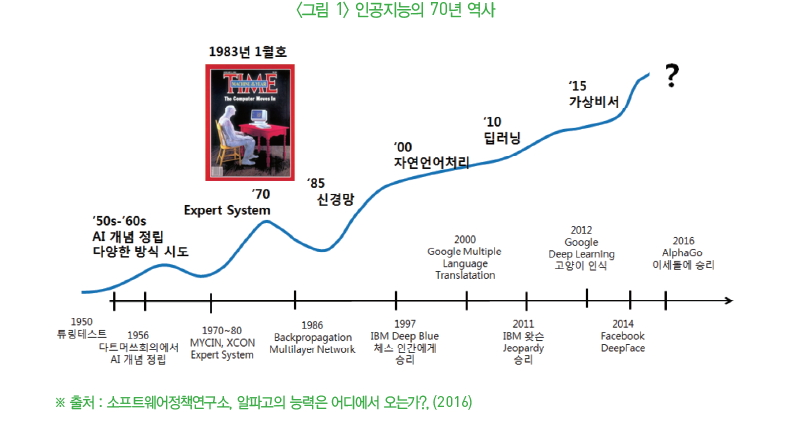 <그림 1> 인공지능의 70년 역사
1983년 1월호
TIME
MACHINE OF THE YEAR
The Computer Moves In
'50s-'60s
AI 개념 정립
다양한 방식 시도
'70
Expert System
'85
신경망
'00
자연언어처리
'10
딥러닝
'15
가상비서
?
2000
Google Multiple
Language
Translatation
2012
Google
Deep Learning
고양이 인식
2016
AlphaGo
이세돌에 승리
1950
튜링테스트
1956
다트머쓰회의에서
AI 개념 정립
1970~80
MYCIN, XCON
Expert System
1986
Backpropagation
Multilayer Network
1997
IBM Deep Blue
체스 인간에게
승리
2011
IBM 왓슨
Jeopardy
승리
2014
Facebook
DeepFace
※ 출처 : 소프트웨어정책연구소, 알파고의 능력은 어디에서 오는가?, (2016)